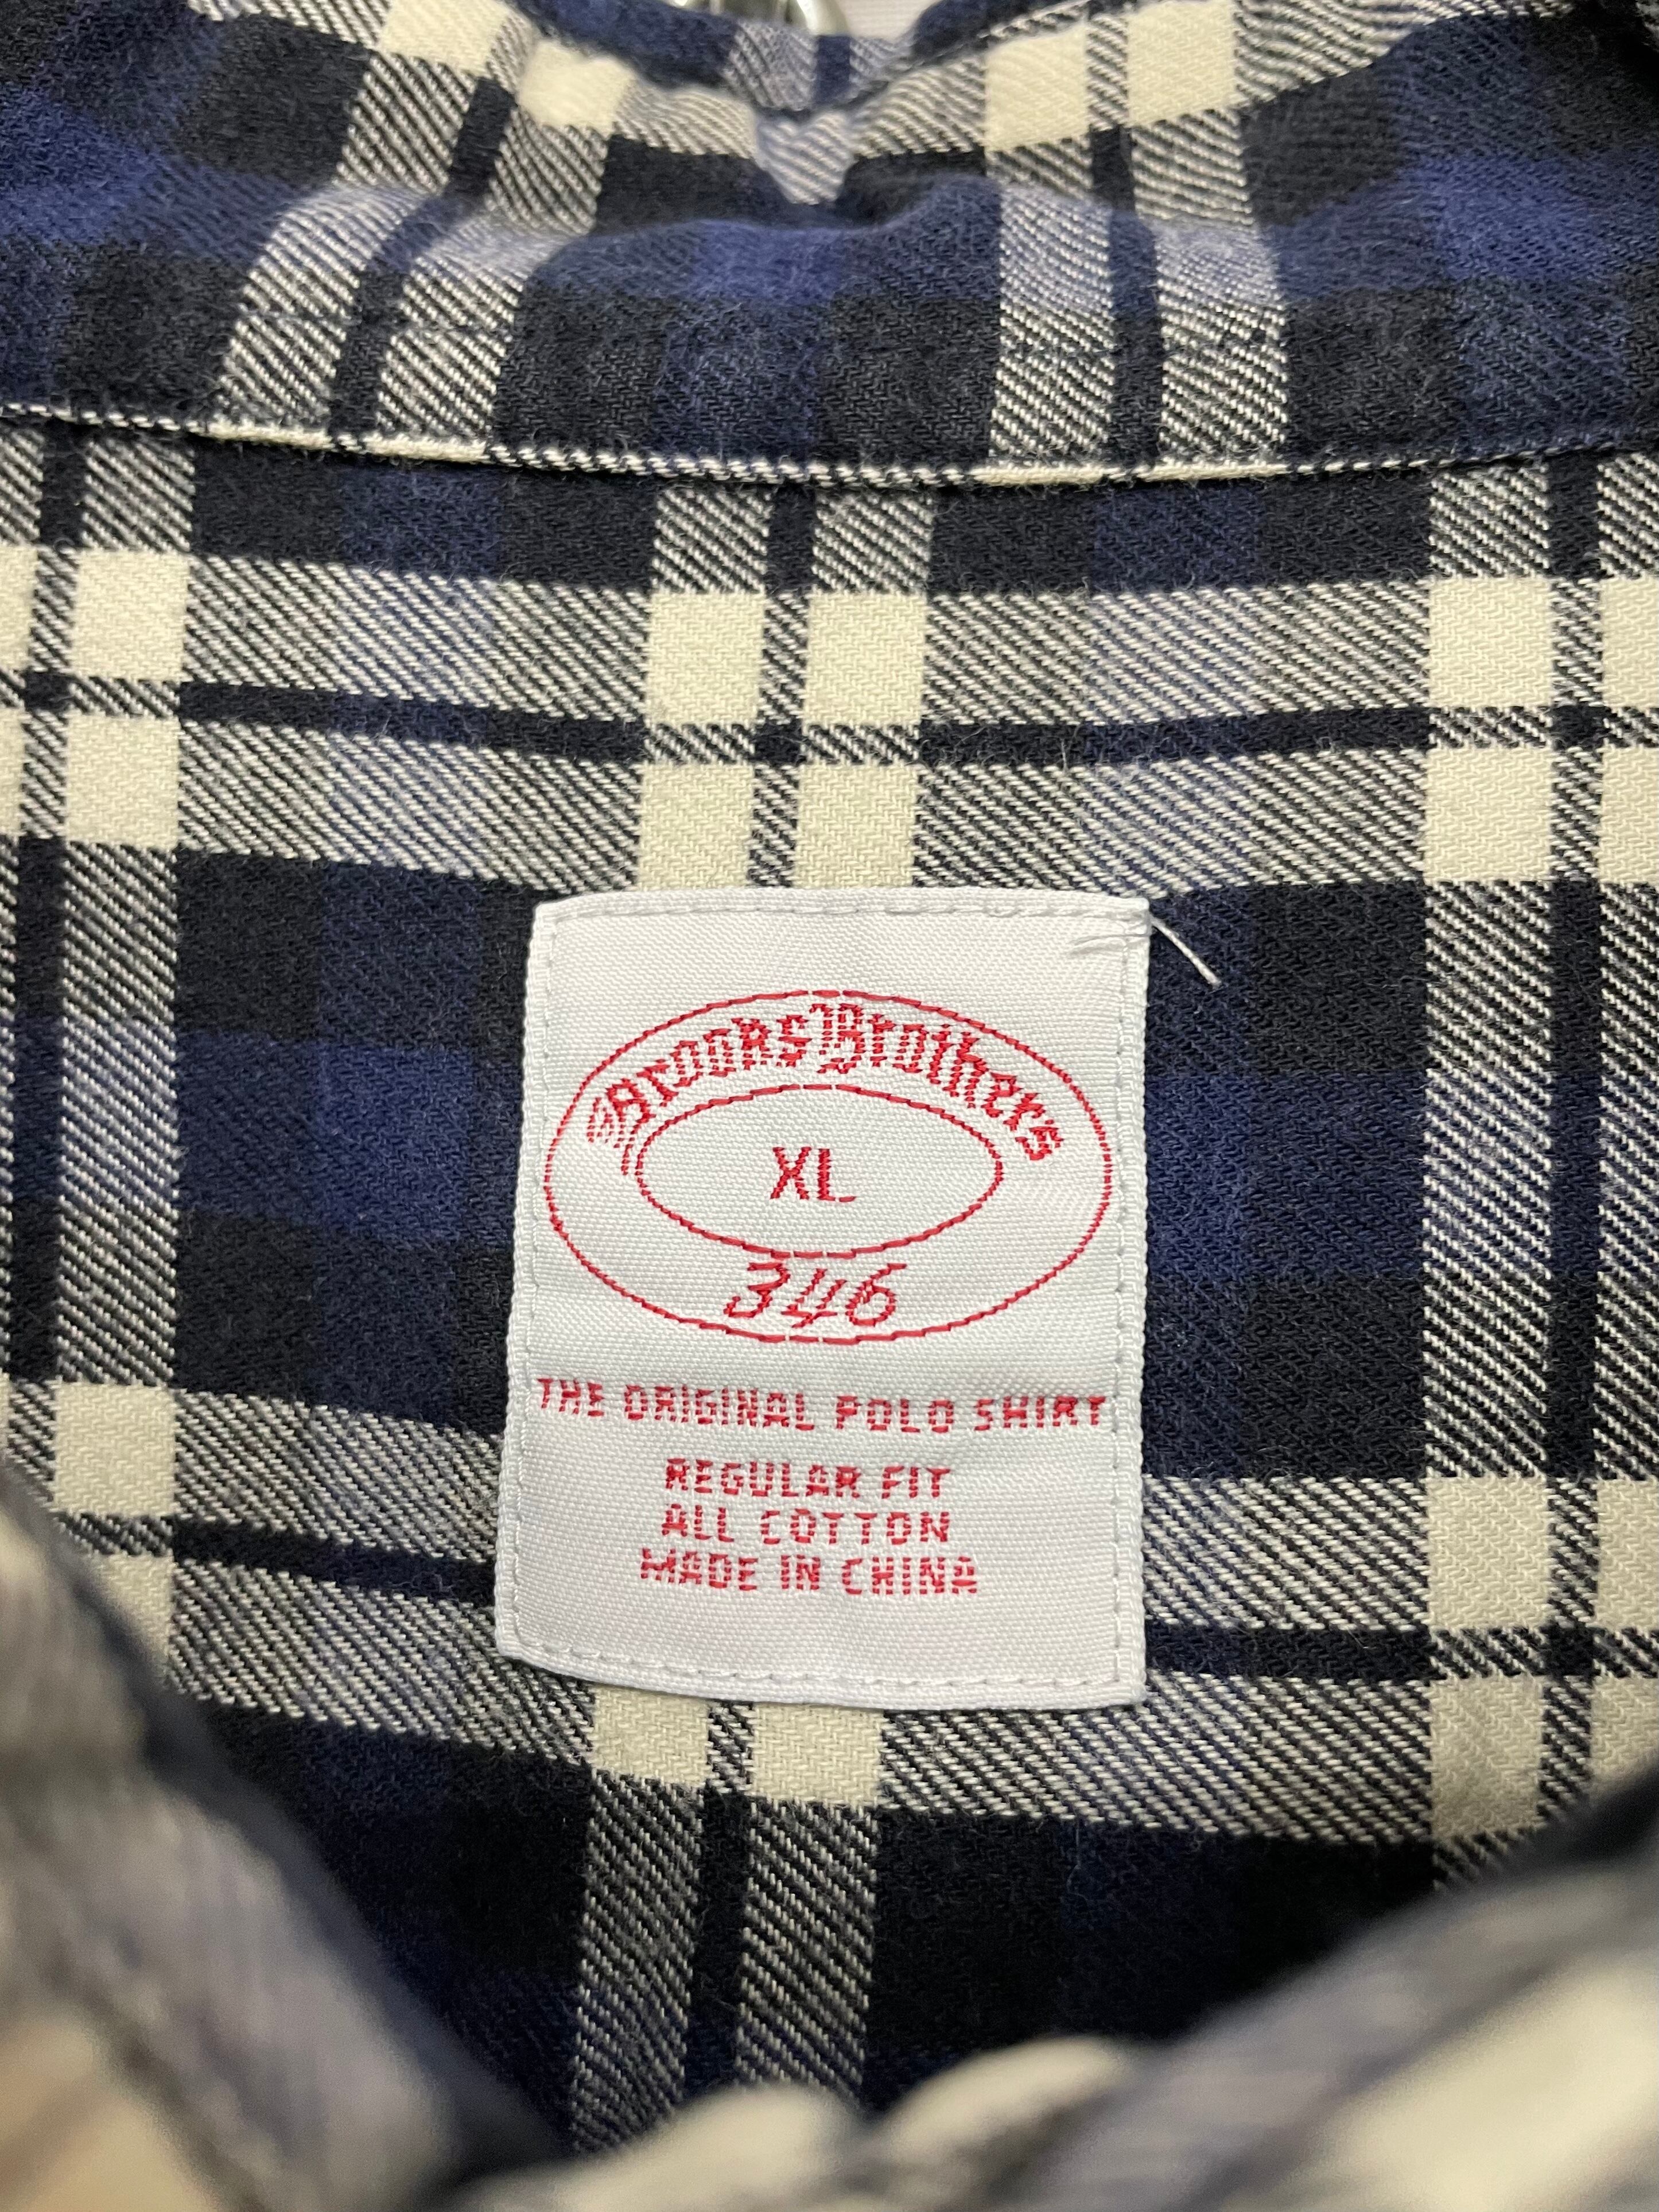 Brooks Brothers
XL
346
THE ORIGINAL POLO SHIRT
REGULAR FIT
ALL COTTON
MADE IN CHINA